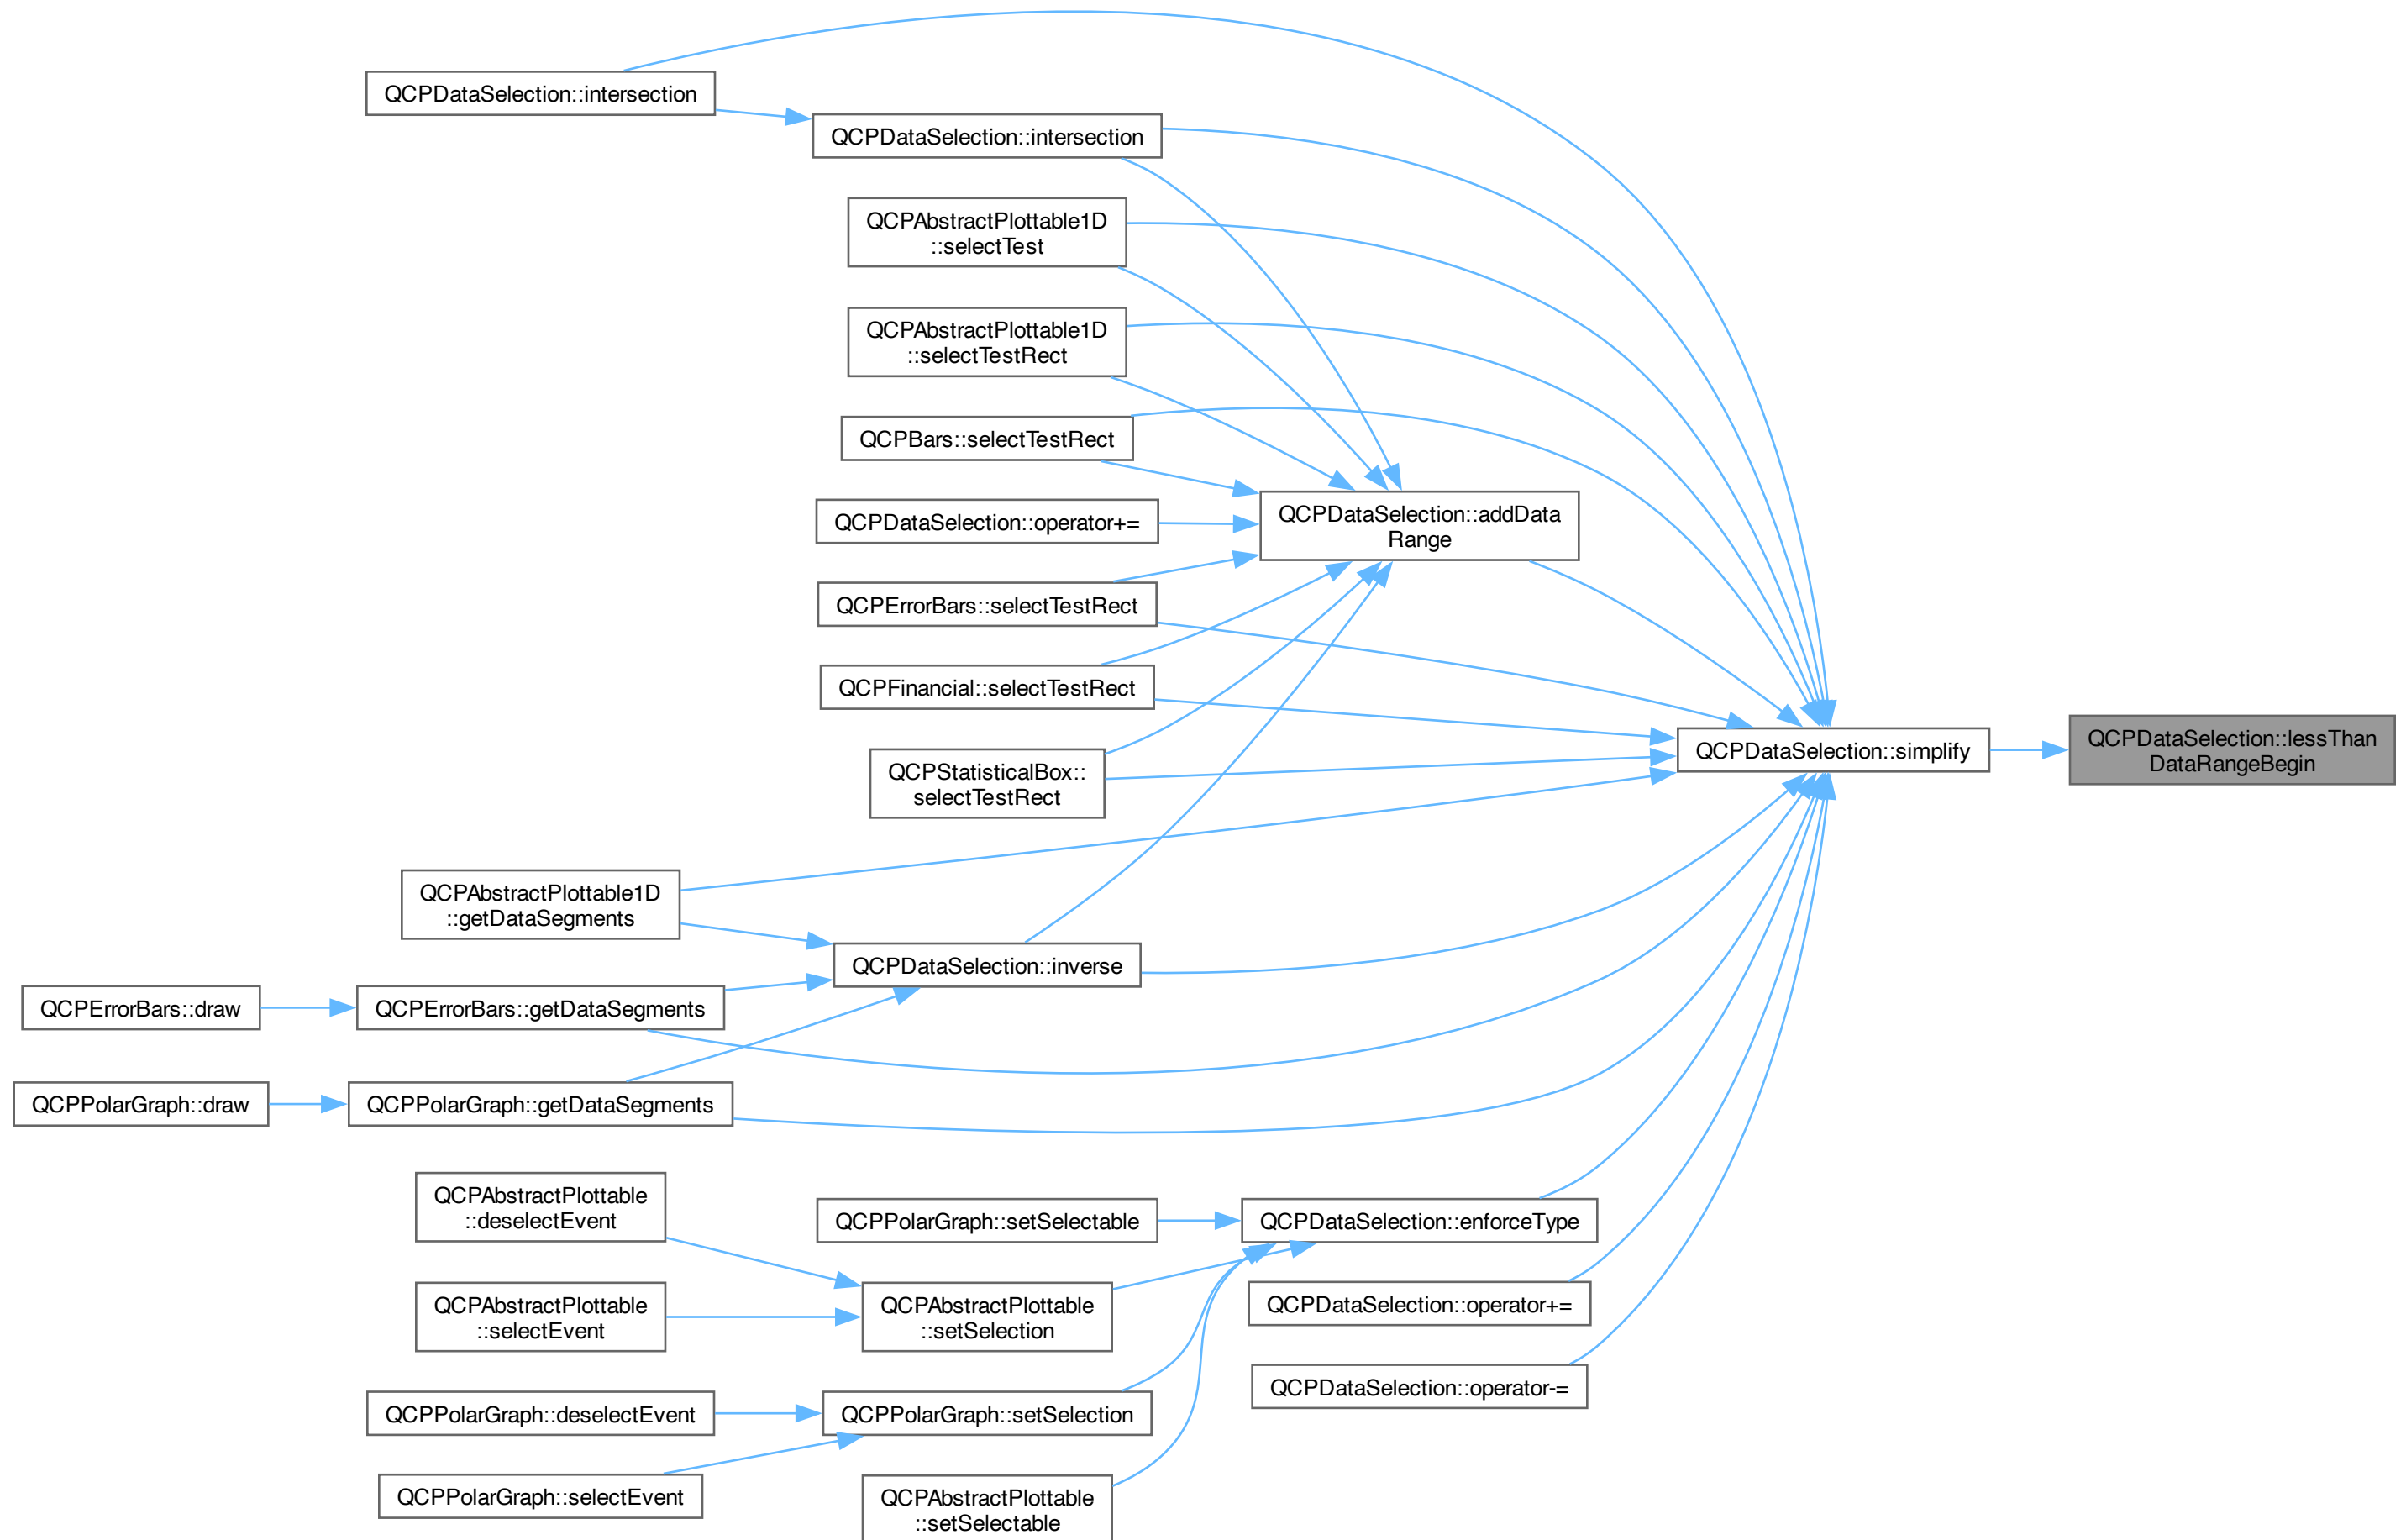 QCPDataSelection::intersection
QCPDataSelection::intersection
QCPAbstractPlottable1D
::selectTest
QCPAbstractPlottable1D
::selectTestRect
QCPBars::selectTestRect
QCPDataSelection::addData
Range
QCPDataSelection::operator+=
QCPErrorBars::selectTestRect
QCPFinancial::selectTestRect
QCPDataSelection::simplify
QCPDataSelection::lessThan
DataRangeBegin
QCPStatisticalBox::
selectTestRect
QCPAbstractPlottable1D
::getDataSegments
QCPDataSelection::inverse
QCPErrorBars::draw
QCPErrorBars::getDataSegments
QCPPolarGraph::draw
QCPPolarGraph::getDataSegments
QCPAbstractPlottable
::deselectEvent
QCPPolarGraph::setSelectable
QCPDataSelection::enforceType
QCPAbstractPlottable
::selectEvent
QCPAbstractPlottable
::setSelection
QCPDataSelection::operator+=
QCPDataSelection::operator-=
QCPPolarGraph::deselectEvent
QCPPolarGraph::setSelection
QCPPolarGraph::selectEvent
QCPAbstractPlottable
::setSelectable